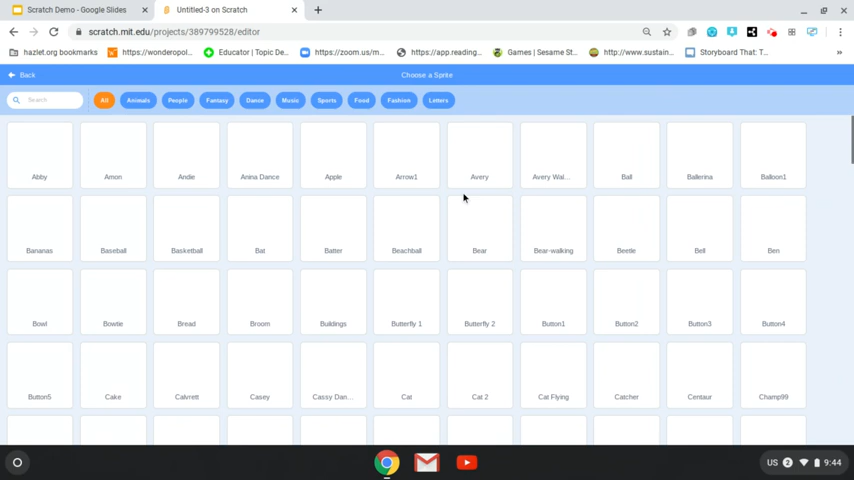 Scratch Demo - Google Slides
Untitled-3 on Scratch
scratch.mit.edu/projects/389799528/editor
hazlet.org bookmarks
https://wonderopol...
Educator | Topic De...
https://zoom.us/m...
https://app.reading...
Games | Sesame St...
http://www.sustain...
Storyboard That: T...
Back
Choose a Sprite
Search
All Animals People Fantasy Dance Music Sports Food Fashion Letters
Abby Amon Andie Anina Dance Apple Arrow1 Avery Avery Wal... Ball Ballerina Balloon1
Bananas Baseball Basketball Bat Batter Beachball Bear Bear-walking Beetle Bell Ben
Bowl Bowtie Bread Broom Buildings Butterfly 1 Butterfly 2 Button1 Button2 Button3 Button4
Button5 Cake Calvrett Casey Cassy Dan... Cat Cat 2 Cat Flying Catcher Centaur Champ99
US 2 9:44